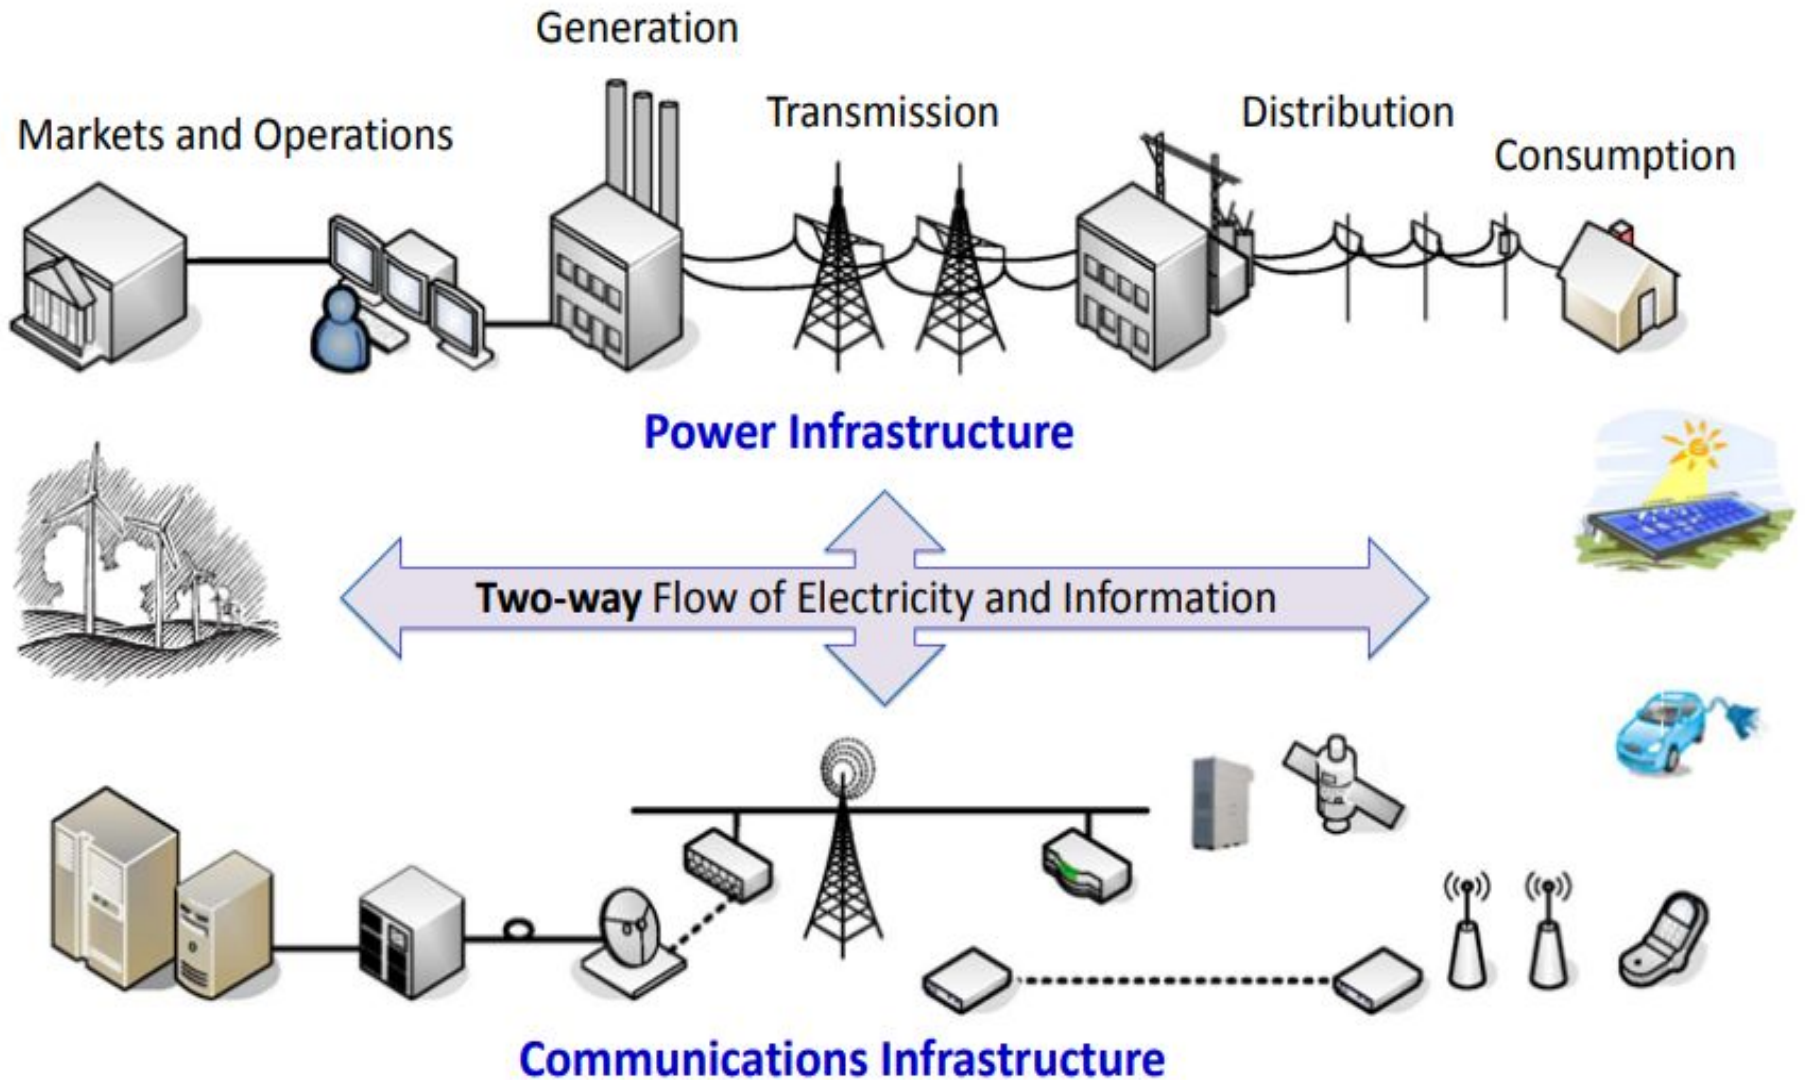 Generation
Transmission
Distribution
Markets and Operations
Consumption
Power Infrastructure
Two-way Flow of Electricity and Information
Communications Infrastructure